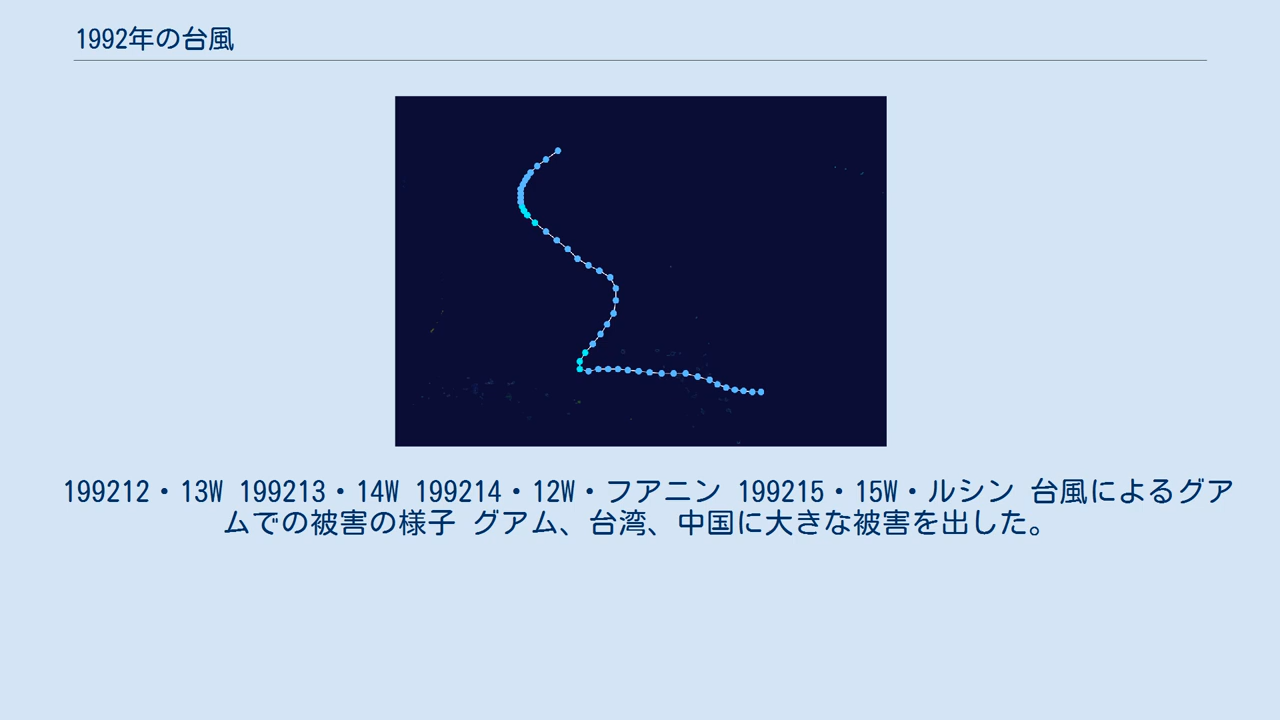 1992年の台風
199212・13W 199213・14W 199214・12W・フアニン 199215・15W・ルシン 台風によるグア
ムでの被害の様子 グアム、台湾、中国に大きな被害を出した。